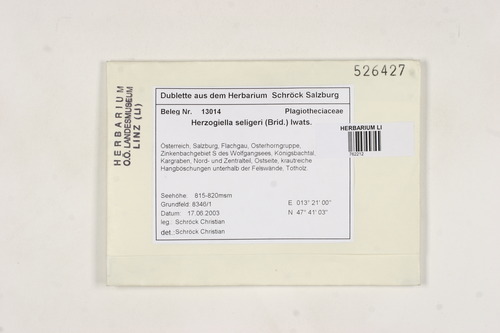 526427
HERBARIUM
O.Ö. LANDESMUSEUM
LINZ (LI)
Dublette aus dem Herbarium Schröck Salzburg
Beleg Nr. 13014 Plagiotheciaceae
Herzogiella seligeri (Brid.) Iwats.
Österreich, Salzburg, Flachgau, Osterhorngruppe,
Zinkenbachgebiet S des Wolfgangsees, Königsbachtal,
Kargraben, Nord- und Zentralteil, Ostseite, krautreiche
Hangböschungen unterhalb der Felswände, Totholz.
Seehöhe: 815-820msm
Grundfeld: 8346/1 E 013° 21' 00"
Datum: 17.06.2003 N 47° 41' 03"
leg.: Schröck Christian
det.: Schröck Christian
HERBARIUM LI
762212